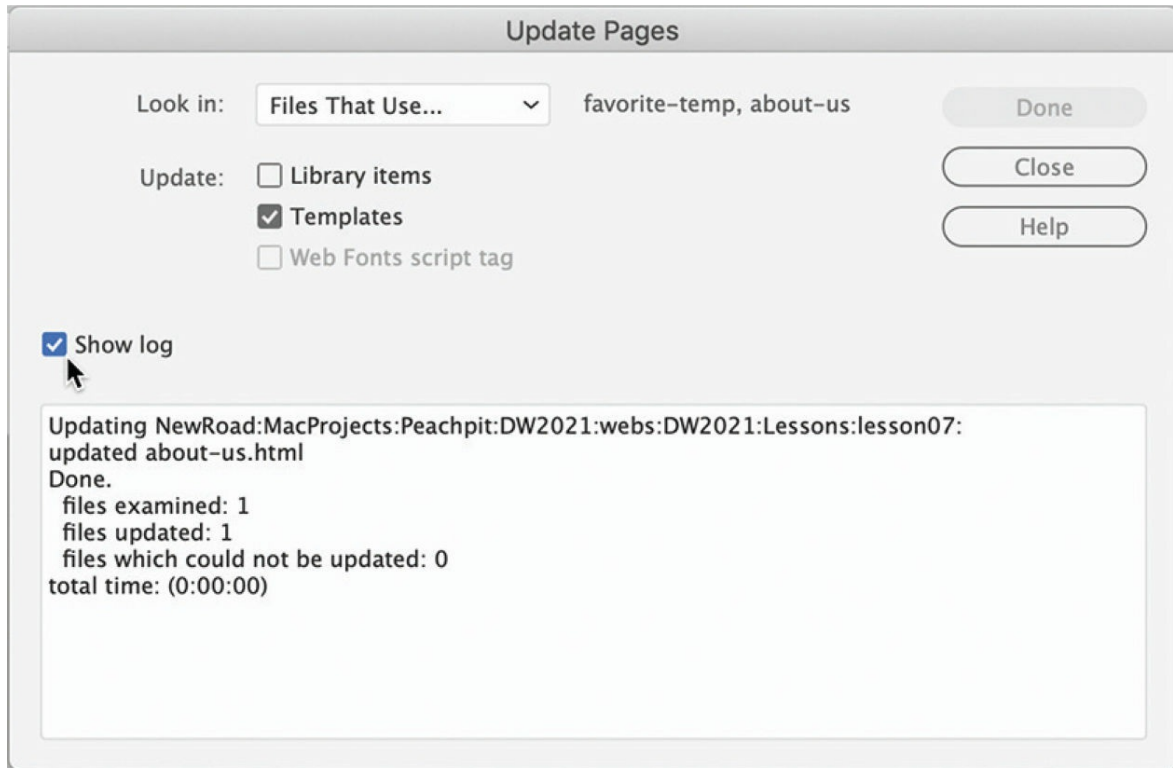 Update Pages
Look in: Files That Use... favorite-temp, about-us Done
Update: Library items Close
Templates Help
Web Fonts script tag
Show log
Updating NewRoad:MacProjects:Peachpit:DW2021:webs:DW2021:Lessons:lesson07:
updated about-us.html
Done.
files examined: 1
files updated: 1
files which could not be updated: 0
total time: (0:00:00)